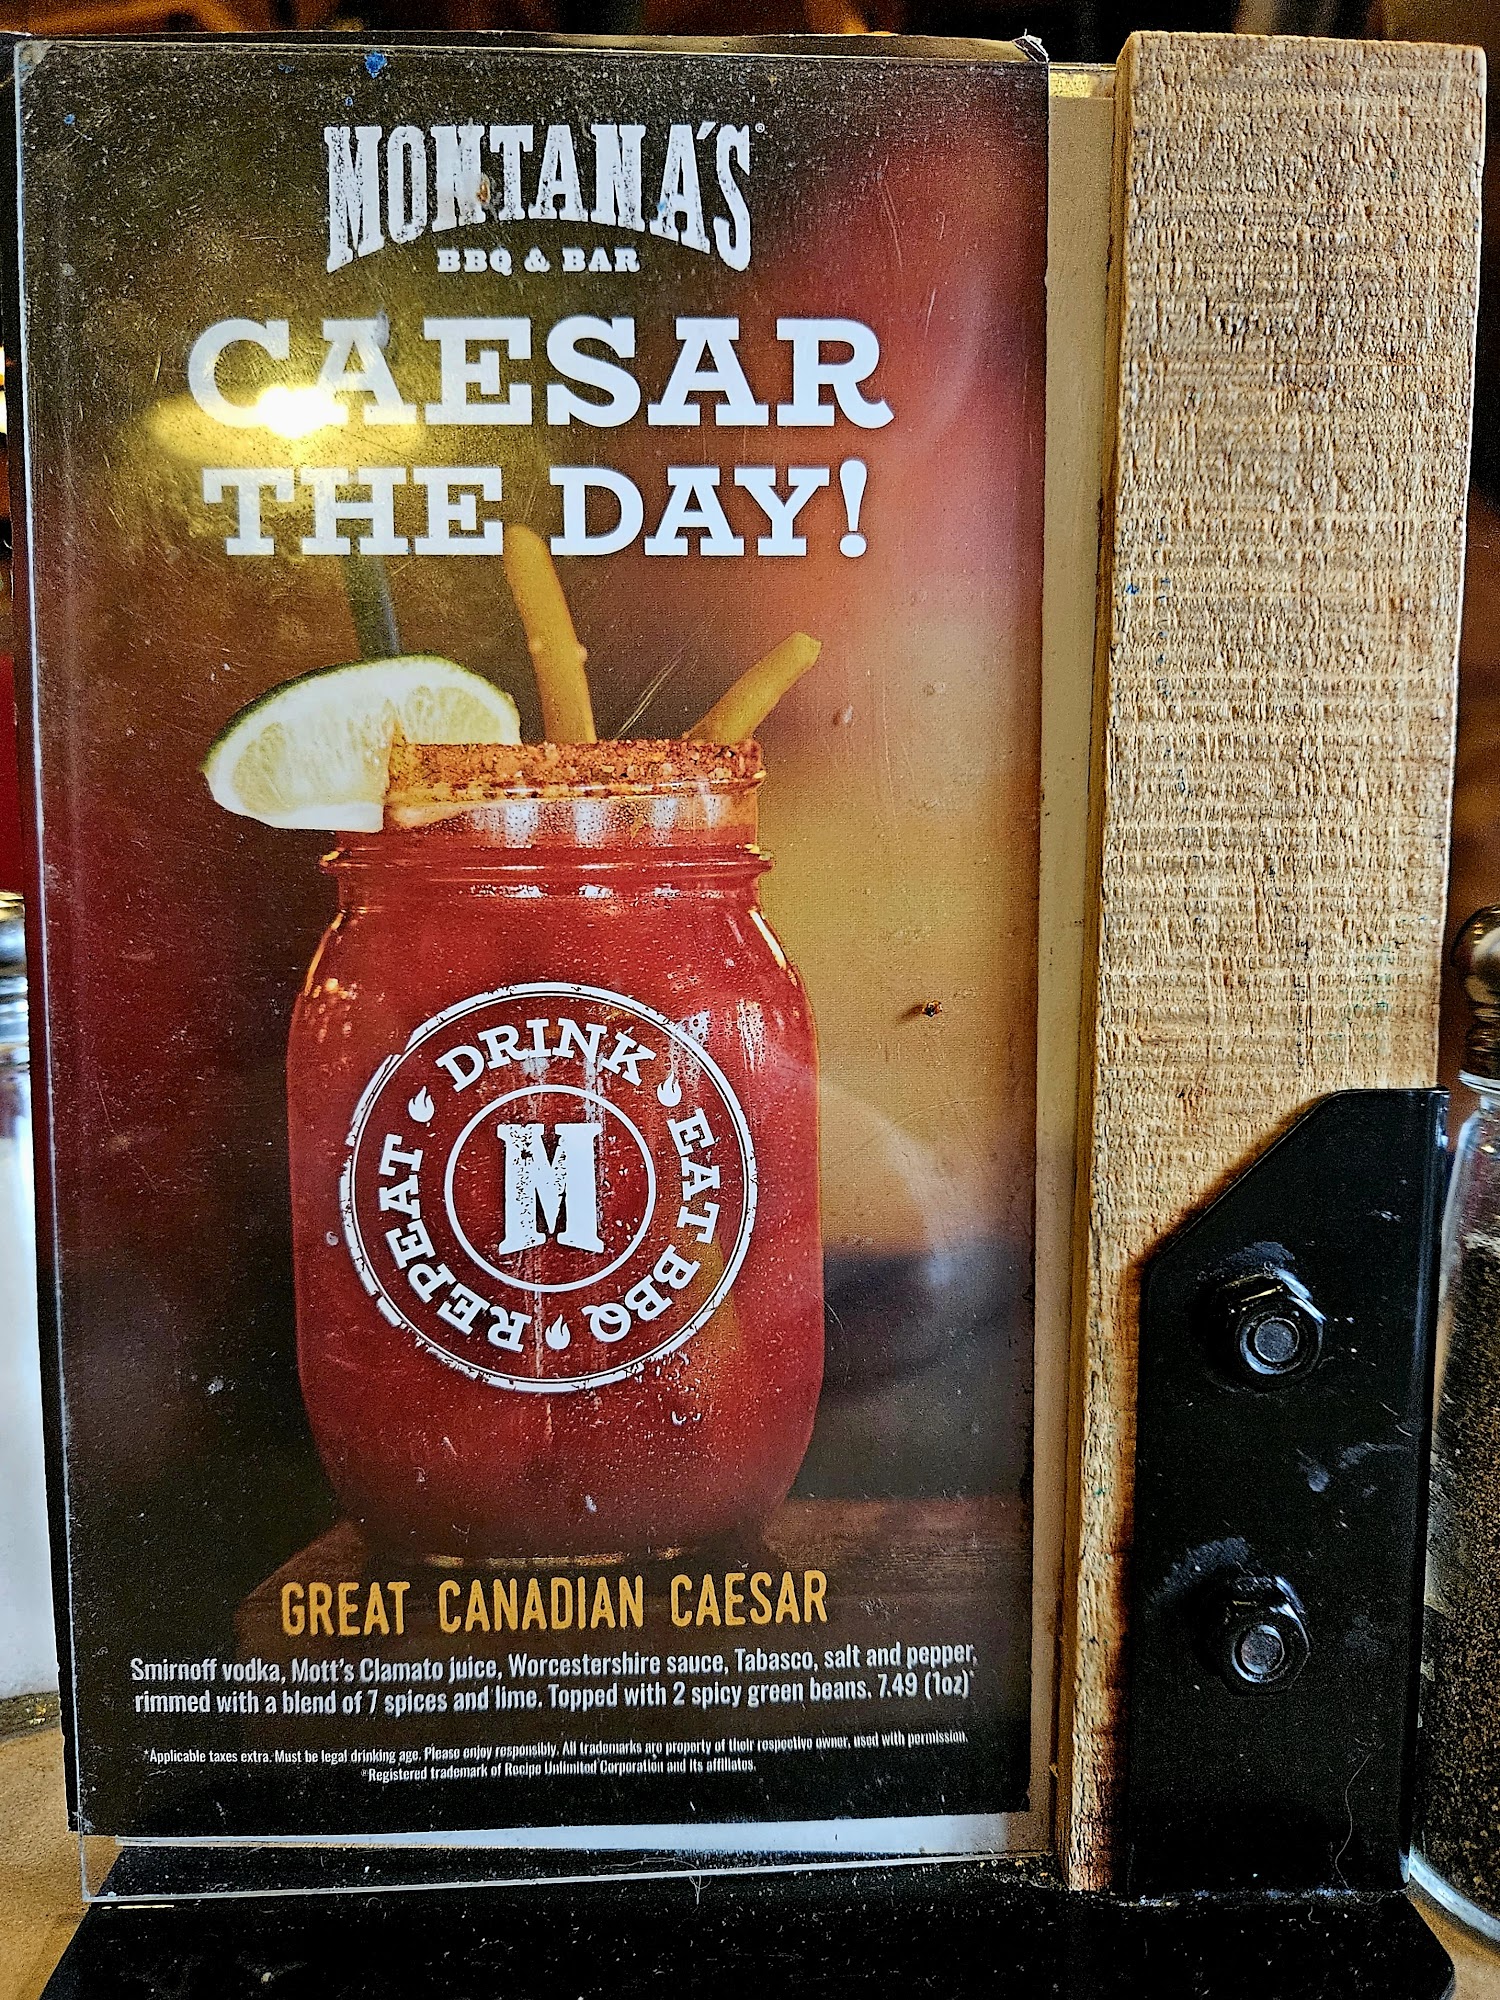 MONTANA'S®
BBQ & BAR
CAESAR
THE DAY!
DRINK
EAT BBQ
REPEAT
M
GREAT CANADIAN CAESAR
Smirnoff vodka, Mott's Clamato juice, Worcestershire sauce, Tabasco, salt and pepper,
rimmed with a blend of 7 spices and lime. Topped with 2 spicy green beans. 7.49 (1oz)*
*Applicable taxes extra. Must be legal drinking age. Please enjoy responsibly. All trademarks are property of their respective owner, used with permission.
®Registered trademark of Recipe Unlimited Corporation and its affiliates.